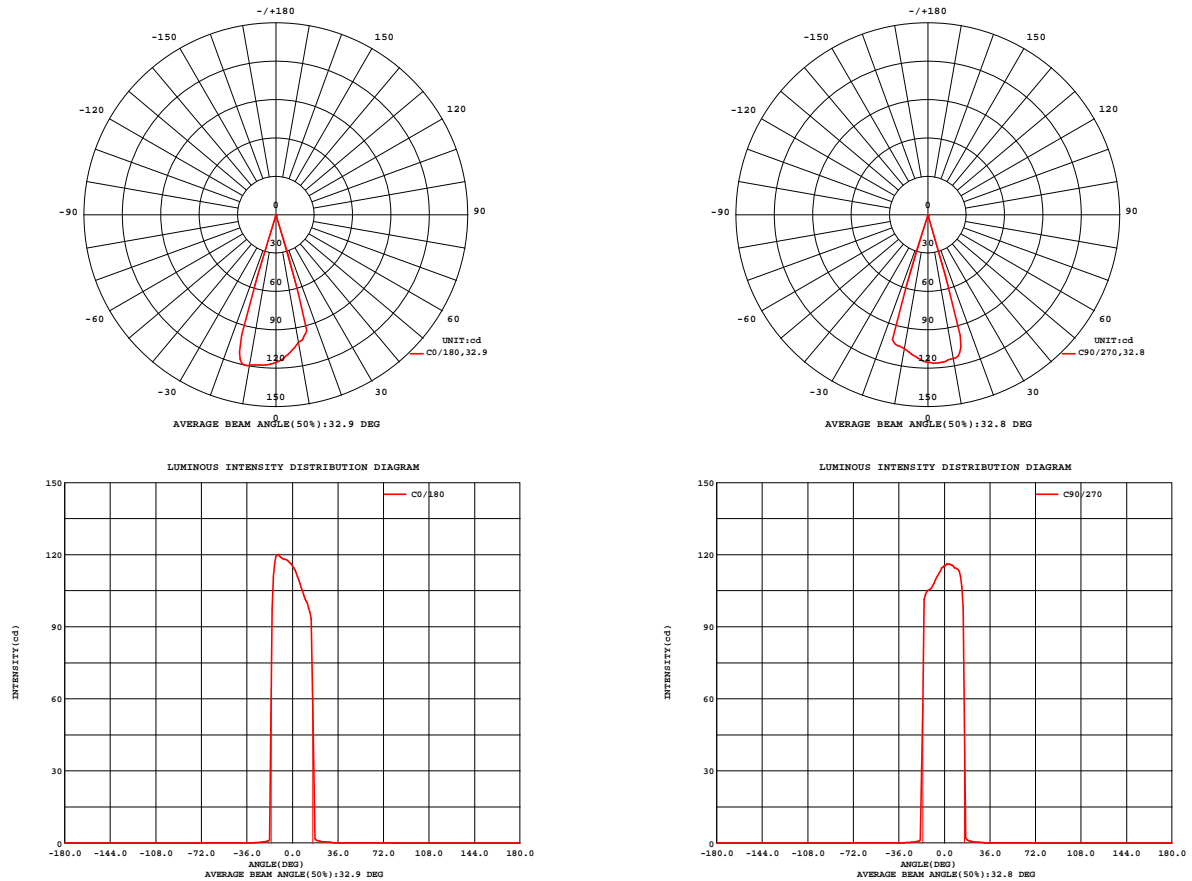 -/+180
-150
150
-120
120
-90
0
90
30
60
-60
60
90
UNIT:cd
C0/180,32.9
120
-30
30
150
0
AVERAGE BEAM ANGLE(50%):32.9 DEG
-/+180
-150
150
-120
120
-90
0
90
30
60
-60
60
90
UNIT:cd
C90/270,32.8
120
-30
30
150
0
AVERAGE BEAM ANGLE(50%):32.8 DEG
LUMINOUS INTENSITY DISTRIBUTION DIAGRAM
150
C0/180
120
90
INTENSITY(cd)
60
30
0
-180.0 -144.0 -108.0 -72.0 -36.0 0.0 36.0 72.0 108.0 144.0 180.0
ANGLE(DEG)
AVERAGE BEAM ANGLE(50%):32.9 DEG
LUMINOUS INTENSITY DISTRIBUTION DIAGRAM
150
C90/270
120
90
INTENSITY(cd)
60
30
0
-180.0 -144.0 -108.0 -72.0 -36.0 0.0 36.0 72.0 108.0 144.0 180.0
ANGLE(DEG)
AVERAGE BEAM ANGLE(50%):32.8 DEG